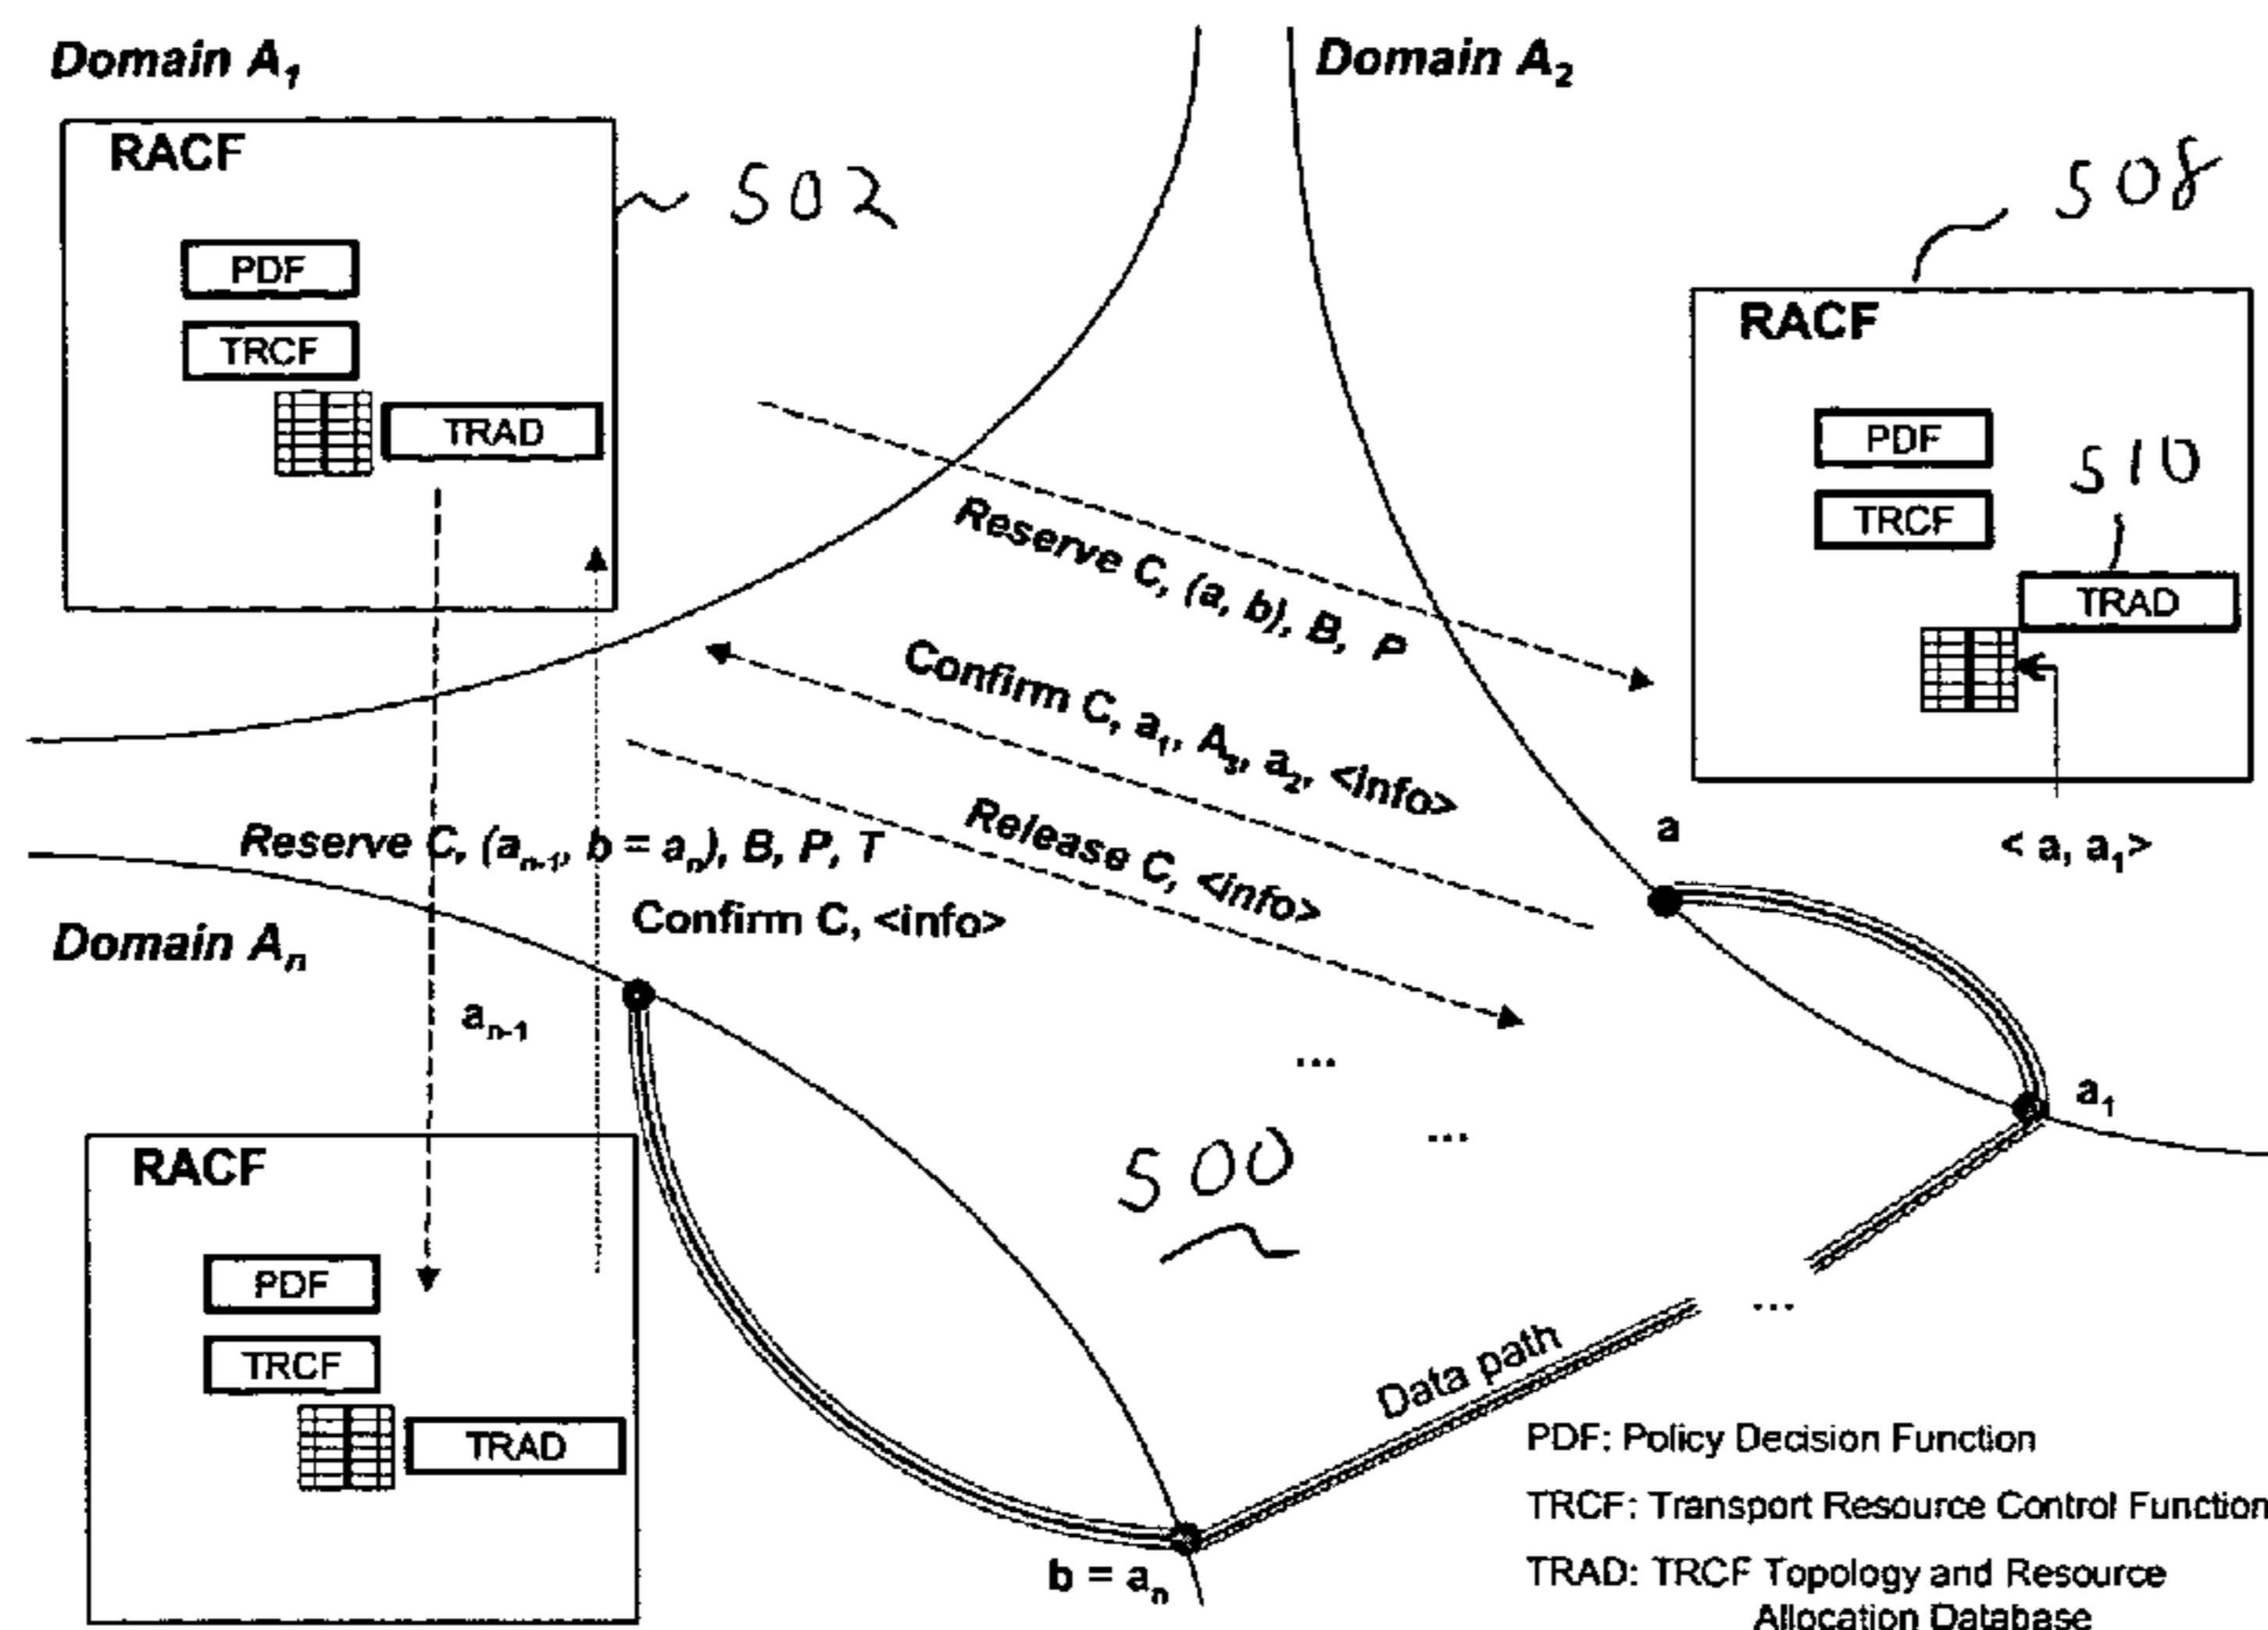 Domain A₁
Domain A₂
RACF
502
508
PDF
TRCF
TRAD
RACF
PDF
TRCF
510
TRAD
Reserve C, (a, b), B, P
Confirm C, a₁, A₃, a₂, <info>
Release C, <info>
Reserve C, (aₙ₋₁, b = aₙ), B, P, T
Confirm C, <info>
a
< a, a₁>
Domain Aₙ
aₙ₋₁
...
a₁
...
500
RACF
PDF
TRCF
TRAD
...
Data path
b = aₙ
PDF: Policy Decision Function
TRCF: Transport Resource Control Function
TRAD: TRCF Topology and Resource
Allocation Database